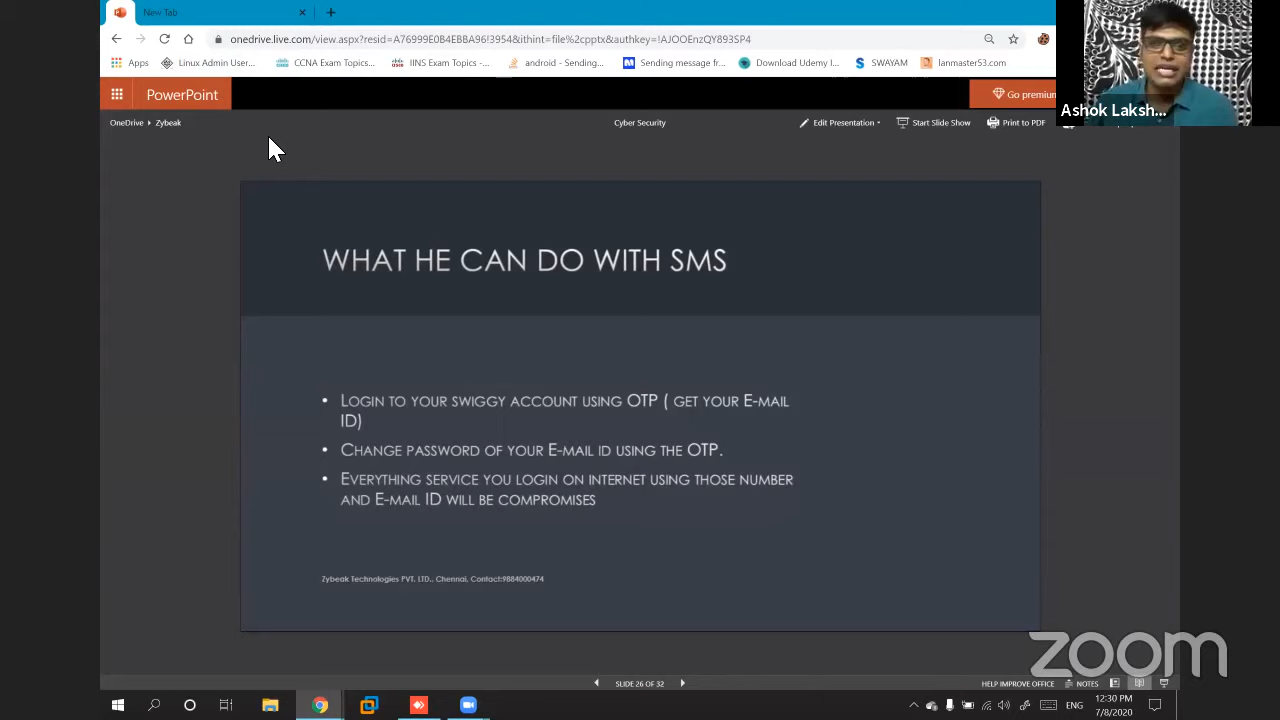 New Tab
onedrive.live.com/view.aspx?resid=A76999E0B4EBBA96!3954&ithint=file%2cpptx&authkey=!AJOOEnzQY893SP4
Apps Linux Admin User... CCNA Exam Topics... IINS Exam Topics -... android - Sending... Sending message fr... Download Udemy I... SWAYAM lanmaster53.com
PowerPoint
Go premium
Ashok Laksh...
OneDrive Zybeak
Cyber Security
Edit Presentation
Start Slide Show
Print to PDF
WHAT HE CAN DO WITH SMS
• LOGIN TO YOUR SWIGGY ACCOUNT USING OTP ( GET YOUR E-MAIL
ID)
• CHANGE PASSWORD OF YOUR E-MAIL ID USING THE OTP.
• EVERYTHING SERVICE YOU LOGIN ON INTERNET USING THOSE NUMBER
AND E-MAIL ID WILL BE COMPROMISES
Zybeak Technologies PVT. LTD., Chennai, Contact:9884000474
zoom
SLIDE 26 OF 32
HELP IMPROVE OFFICE
NOTES
ENG
12:30 PM
7/8/2020